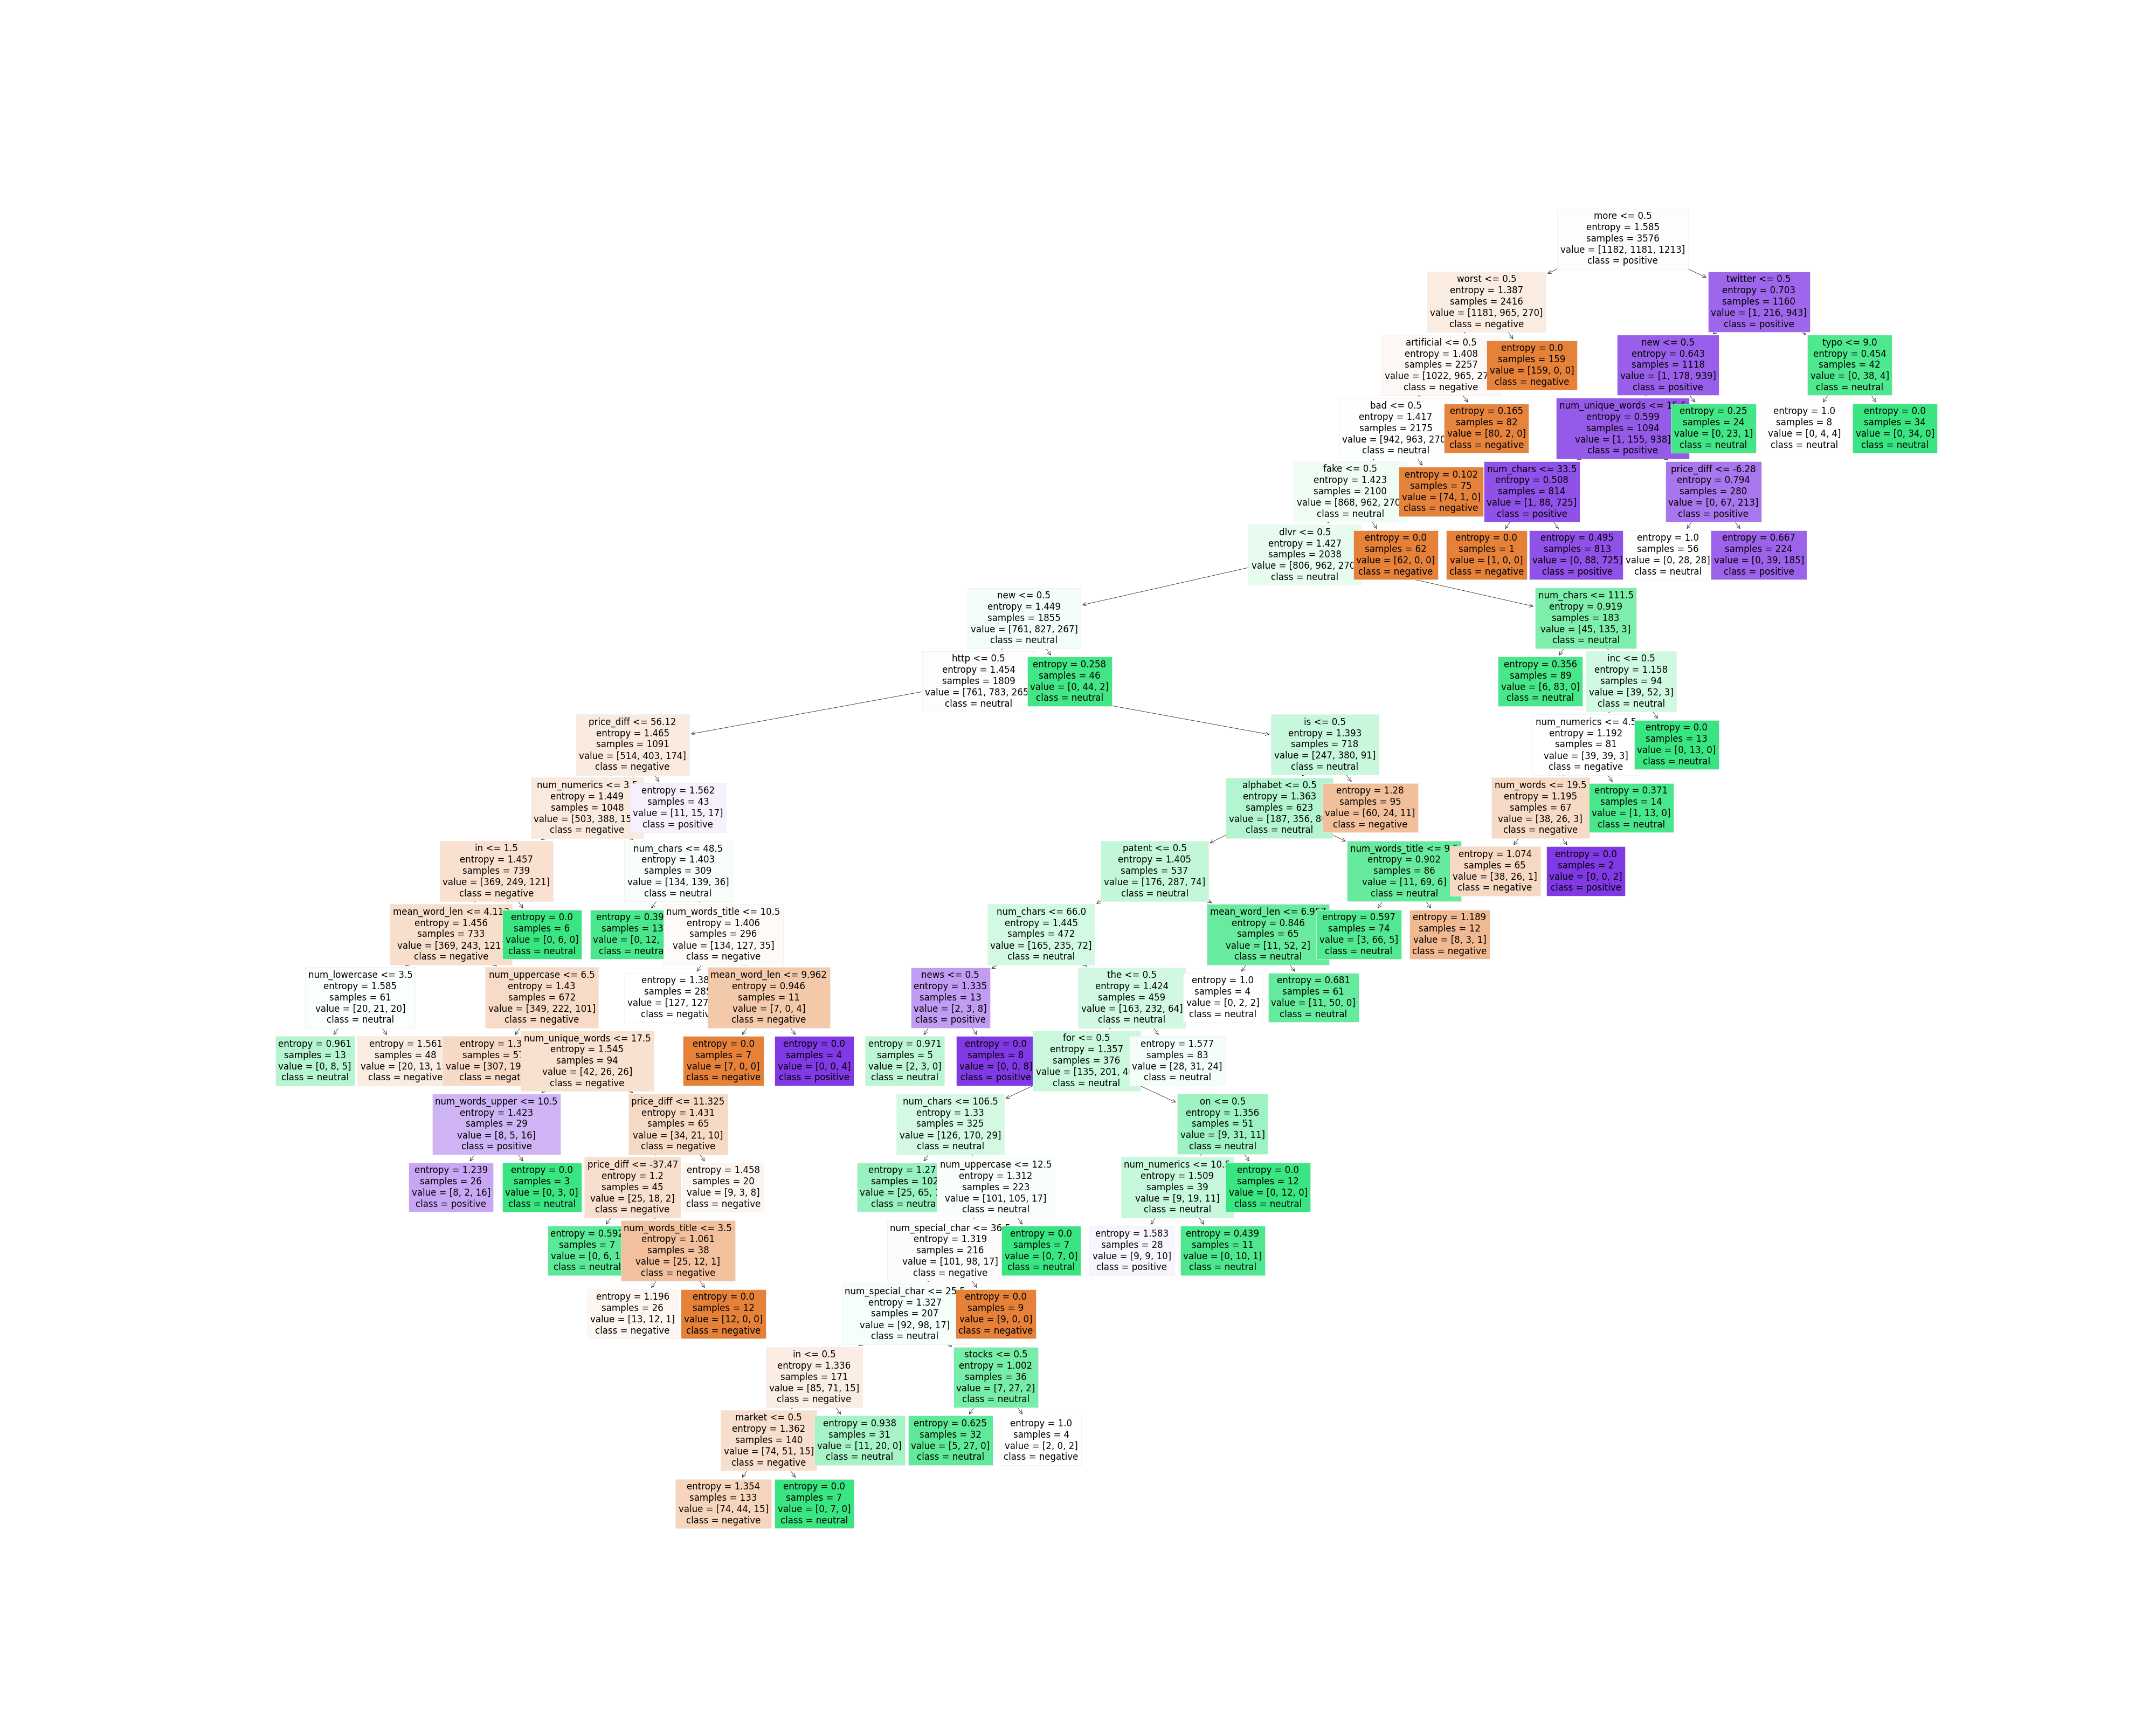 more <= 0.5
entropy = 1.585
samples = 3576
value = [1182, 1181, 1213]
class = positive
worst <= 0.5
entropy = 1.387
samples = 2416
value = [1181, 965, 270]
class = negative
twitter <= 0.5
entropy = 0.703
samples = 1160
value = [1, 216, 943]
class = positive
artificial <= 0.5
entropy = 1.408
samples = 2257
value = [1022, 965, 27
class = negative
entropy = 0.0
samples = 159
value = [159, 0, 0]
class = negative
new <= 0.5
entropy = 0.643
samples = 1118
value = [1, 178, 939]
class = positive
typo <= 9.0
entropy = 0.454
samples = 42
value = [0, 38, 4]
class = neutral
bad <= 0.5
entropy = 1.417
samples = 2175
value = [942, 963, 270
class = neutral
entropy = 0.165
samples = 82
value = [80, 2, 0]
class = negative
num_unique_words <=
entropy = 0.599
samples = 1094
value = [1, 155, 938]
class = positive
entropy = 0.25
samples = 24
value = [0, 23, 1]
class = neutral
entropy = 1.0
samples = 8
value = [0, 4, 4]
class = neutral
entropy = 0.0
samples = 34
value = [0, 34, 0]
class = neutral
fake <= 0.5
entropy = 1.423
samples = 2100
value = [868, 962, 270
class = neutral
entropy = 0.102
samples = 75
value = [74, 1, 0]
class = negative
num_chars <= 33.5
entropy = 0.508
samples = 814
value = [1, 88, 725]
class = positive
price_diff <= -6.28
entropy = 0.794
samples = 280
value = [0, 67, 213]
class = positive
dlvr <= 0.5
entropy = 1.427
samples = 2038
value = [806, 962, 270
class = neutral
entropy = 0.0
samples = 62
value = [62, 0, 0]
class = negative
entropy = 0.0
samples = 1
value = [1, 0, 0]
class = negative
entropy = 0.495
samples = 813
value = [0, 88, 725]
class = positive
entropy = 1.0
samples = 56
value = [0, 28, 28]
class = neutral
entropy = 0.667
samples = 224
value = [0, 39, 185]
class = positive
new <= 0.5
entropy = 1.449
samples = 1855
value = [761, 827, 267]
class = neutral
num_chars <= 111.5
entropy = 0.919
samples = 183
value = [45, 135, 3]
class = neutral
http <= 0.5
entropy = 1.454
samples = 1809
value = [761, 783, 265
class = neutral
entropy = 0.258
samples = 46
value = [0, 44, 2]
class = neutral
entropy = 0.356
samples = 89
value = [6, 83, 0]
class = neutral
inc <= 0.5
entropy = 1.158
samples = 94
value = [39, 52, 3]
class = neutral
price_diff <= 56.12
entropy = 1.465
samples = 1091
value = [514, 403, 174]
class = negative
is <= 0.5
entropy = 1.393
samples = 718
value = [247, 380, 91]
class = neutral
num_numerics <= 4.5
entropy = 1.192
samples = 81
value = [39, 39, 3]
class = negative
entropy = 0.0
samples = 13
value = [0, 13, 0]
class = neutral
num_numerics <= 3
entropy = 1.449
samples = 1048
value = [503, 388, 15
class = negative
entropy = 1.562
samples = 43
value = [11, 15, 17]
class = positive
alphabet <= 0.5
entropy = 1.363
samples = 623
value = [187, 356, 8
class = neutral
entropy = 1.28
samples = 95
value = [60, 24, 11]
class = negative
num_words <= 19.5
entropy = 1.195
samples = 67
value = [38, 26, 3]
class = negative
entropy = 0.371
samples = 14
value = [1, 13, 0]
class = neutral
in <= 1.5
entropy = 1.457
samples = 739
value = [369, 249, 121]
class = negative
num_chars <= 48.5
entropy = 1.403
samples = 309
value = [134, 139, 36]
class = neutral
patent <= 0.5
entropy = 1.405
samples = 537
value = [176, 287, 74]
class = neutral
num_words_title <= 9
entropy = 0.902
samples = 86
value = [11, 69, 6]
class = neutral
entropy = 1.074
samples = 65
value = [38, 26, 1]
class = negative
entropy = 0.0
samples = 2
value = [0, 0, 2]
class = positive
mean_word_len <= 4.11
entropy = 1.456
samples = 733
value = [369, 243, 121
class = negative
entropy = 0.0
samples = 6
value = [0, 6, 0]
class = neutral
entropy = 0.39
samples = 13
value = [0, 12,
class = neutra
num_words_title <= 10.5
entropy = 1.406
samples = 296
value = [134, 127, 35]
class = negative
num_chars <= 66.0
entropy = 1.445
samples = 472
value = [165, 235, 72]
class = neutral
mean_word_len <= 6.957
entropy = 0.846
samples = 65
value = [11, 52, 2]
class = neutral
entropy = 0.597
samples = 74
value = [3, 66, 5]
class = neutral
entropy = 1.189
samples = 12
value = [8, 3, 1]
class = negative
num_lowercase <= 3.5
entropy = 1.585
samples = 61
value = [20, 21, 20]
class = neutral
num_uppercase <= 6.5
entropy = 1.43
samples = 672
value = [349, 222, 101]
class = negative
entropy = 1.38
samples = 285
value = [127, 127
class = negativ
mean_word_len <= 9.962
entropy = 0.946
samples = 11
value = [7, 0, 4]
class = negative
news <= 0.5
entropy = 1.335
samples = 13
value = [2, 3, 8]
class = positive
the <= 0.5
entropy = 1.424
samples = 459
value = [163, 232, 64]
class = neutral
entropy = 1.0
samples = 4
value = [0, 2, 2]
class = neutral
entropy = 0.681
samples = 61
value = [11, 50, 0]
class = neutral
entropy = 0.961
samples = 13
value = [0, 8, 5]
class = neutral
entropy = 1.561
samples = 48
value = [20, 13, 1
class = negative
entropy = 1.3
samples = 57
value = [307, 19
class = negat
num_unique_words <= 17.5
entropy = 1.545
samples = 94
value = [42, 26, 26]
class = negative
entropy = 0.0
samples = 7
value = [7, 0, 0]
class = negative
entropy = 0.0
samples = 4
value = [0, 0, 4]
class = positive
entropy = 0.971
samples = 5
value = [2, 3, 0]
class = neutral
entropy = 0.0
samples = 8
value = [0, 0, 8]
class = positive
for <= 0.5
entropy = 1.357
samples = 376
value = [135, 201, 4
class = neutral
entropy = 1.577
samples = 83
value = [28, 31, 24]
class = neutral
num_words_upper <= 10.5
entropy = 1.423
samples = 29
value = [8, 5, 16]
class = positive
price_diff <= 11.325
entropy = 1.431
samples = 65
value = [34, 21, 10]
class = negative
num_chars <= 106.5
entropy = 1.33
samples = 325
value = [126, 170, 29]
class = neutral
on <= 0.5
entropy = 1.356
samples = 51
value = [9, 31, 11]
class = neutral
entropy = 1.239
samples = 26
value = [8, 2, 16]
class = positive
entropy = 0.0
samples = 3
value = [0, 3, 0]
class = neutral
price_diff <= -37.47
entropy = 1.2
samples = 45
value = [25, 18, 2]
class = negative
entropy = 1.458
samples = 20
value = [9, 3, 8]
class = negative
entropy = 1.27
samples = 102
value = [25, 65,
class = neutra
num_uppercase <= 12.5
entropy = 1.312
samples = 223
value = [101, 105, 17]
class = neutral
num_numerics <= 10.5
entropy = 1.509
samples = 39
value = [9, 19, 11]
class = neutral
entropy = 0.0
samples = 12
value = [0, 12, 0]
class = neutral
entropy = 0.592
samples = 7
value = [0, 6, 1
class = neutral
num_words_title <= 3.5
entropy = 1.061
samples = 38
value = [25, 12, 1]
class = negative
num_special_char <= 36.5
entropy = 1.319
samples = 216
value = [101, 98, 17]
class = negative
entropy = 0.0
samples = 7
value = [0, 7, 0]
class = neutral
entropy = 1.583
samples = 28
value = [9, 9, 10]
class = positive
entropy = 0.439
samples = 11
value = [0, 10, 1]
class = neutral
entropy = 1.196
samples = 26
value = [13, 12, 1]
class = negative
entropy = 0.0
samples = 12
value = [12, 0, 0]
class = negative
num_special_char <= 25.5
entropy = 1.327
samples = 207
value = [92, 98, 17]
class = neutral
entropy = 0.0
samples = 9
value = [9, 0, 0]
class = negative
in <= 0.5
entropy = 1.336
samples = 171
value = [85, 71, 15]
class = negative
stocks <= 0.5
entropy = 1.002
samples = 36
value = [7, 27, 2]
class = neutral
market <= 0.5
entropy = 1.362
samples = 140
value = [74, 51, 15]
class = negative
entropy = 0.938
samples = 31
value = [11, 20, 0]
class = neutral
entropy = 0.625
samples = 32
value = [5, 27, 0]
class = neutral
entropy = 1.0
samples = 4
value = [2, 0, 2]
class = negative
entropy = 1.354
samples = 133
value = [74, 44, 15]
class = negative
entropy = 0.0
samples = 7
value = [0, 7, 0]
class = neutral